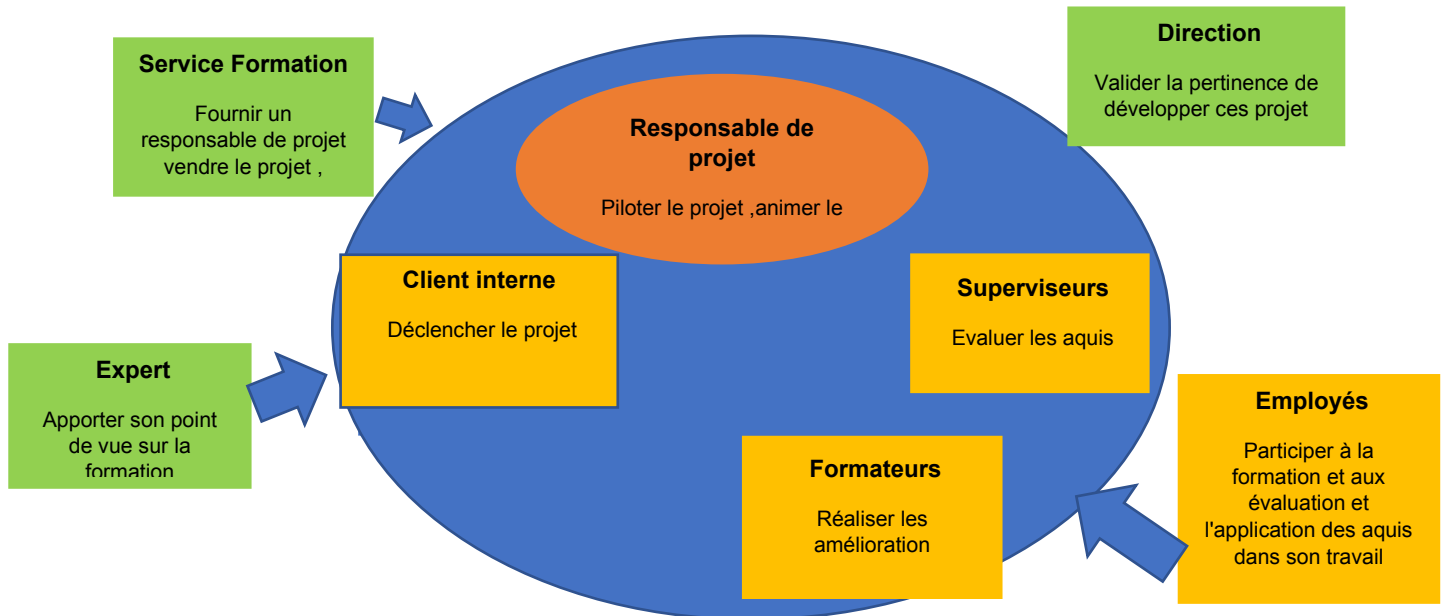 Service Formation
Fournir un
responsable de projet
vendre le projet ,
Direction
Valider la pertinence de
développer ces projet
Responsable de
projet
Piloter le projet ,animer le
Client interne
Déclencher le projet
Superviseurs
Evaluer les aquis
Expert
Apporter son point
de vue sur la
formation
Formateurs
Réaliser les
amélioration
Employés
Participer à la
formation et aux
évaluation et
l'application des aquis
dans son travail